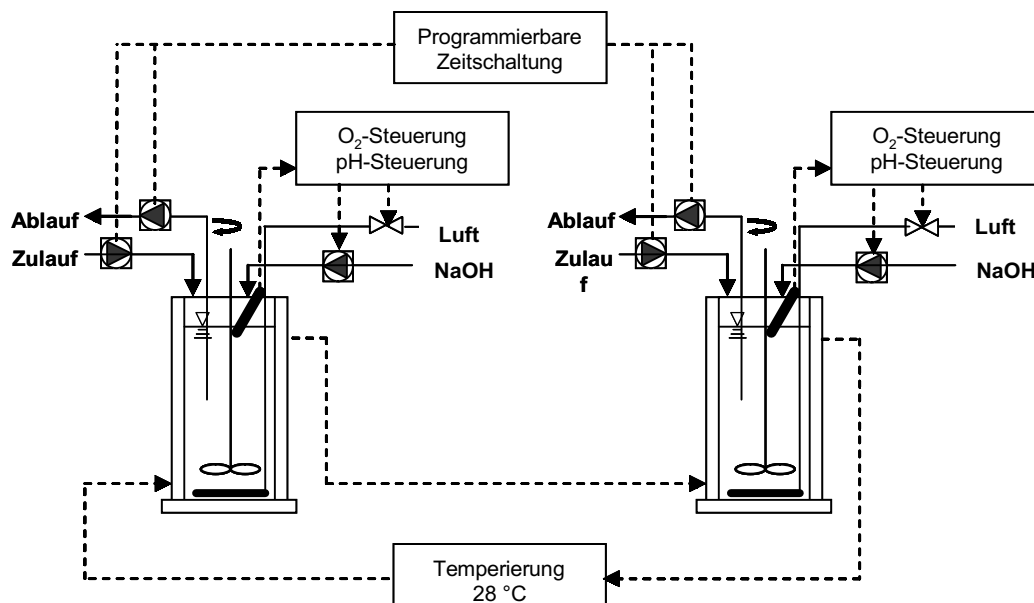 Programmierbare
Zeitschaltung
O₂-Steuerung
pH-Steuerung
Ablauf
Zulauf
Luft
NaOH
O₂-Steuerung
pH-Steuerung
Ablauf
Zulau
f
Luft
NaOH
Temperierung
28 °C